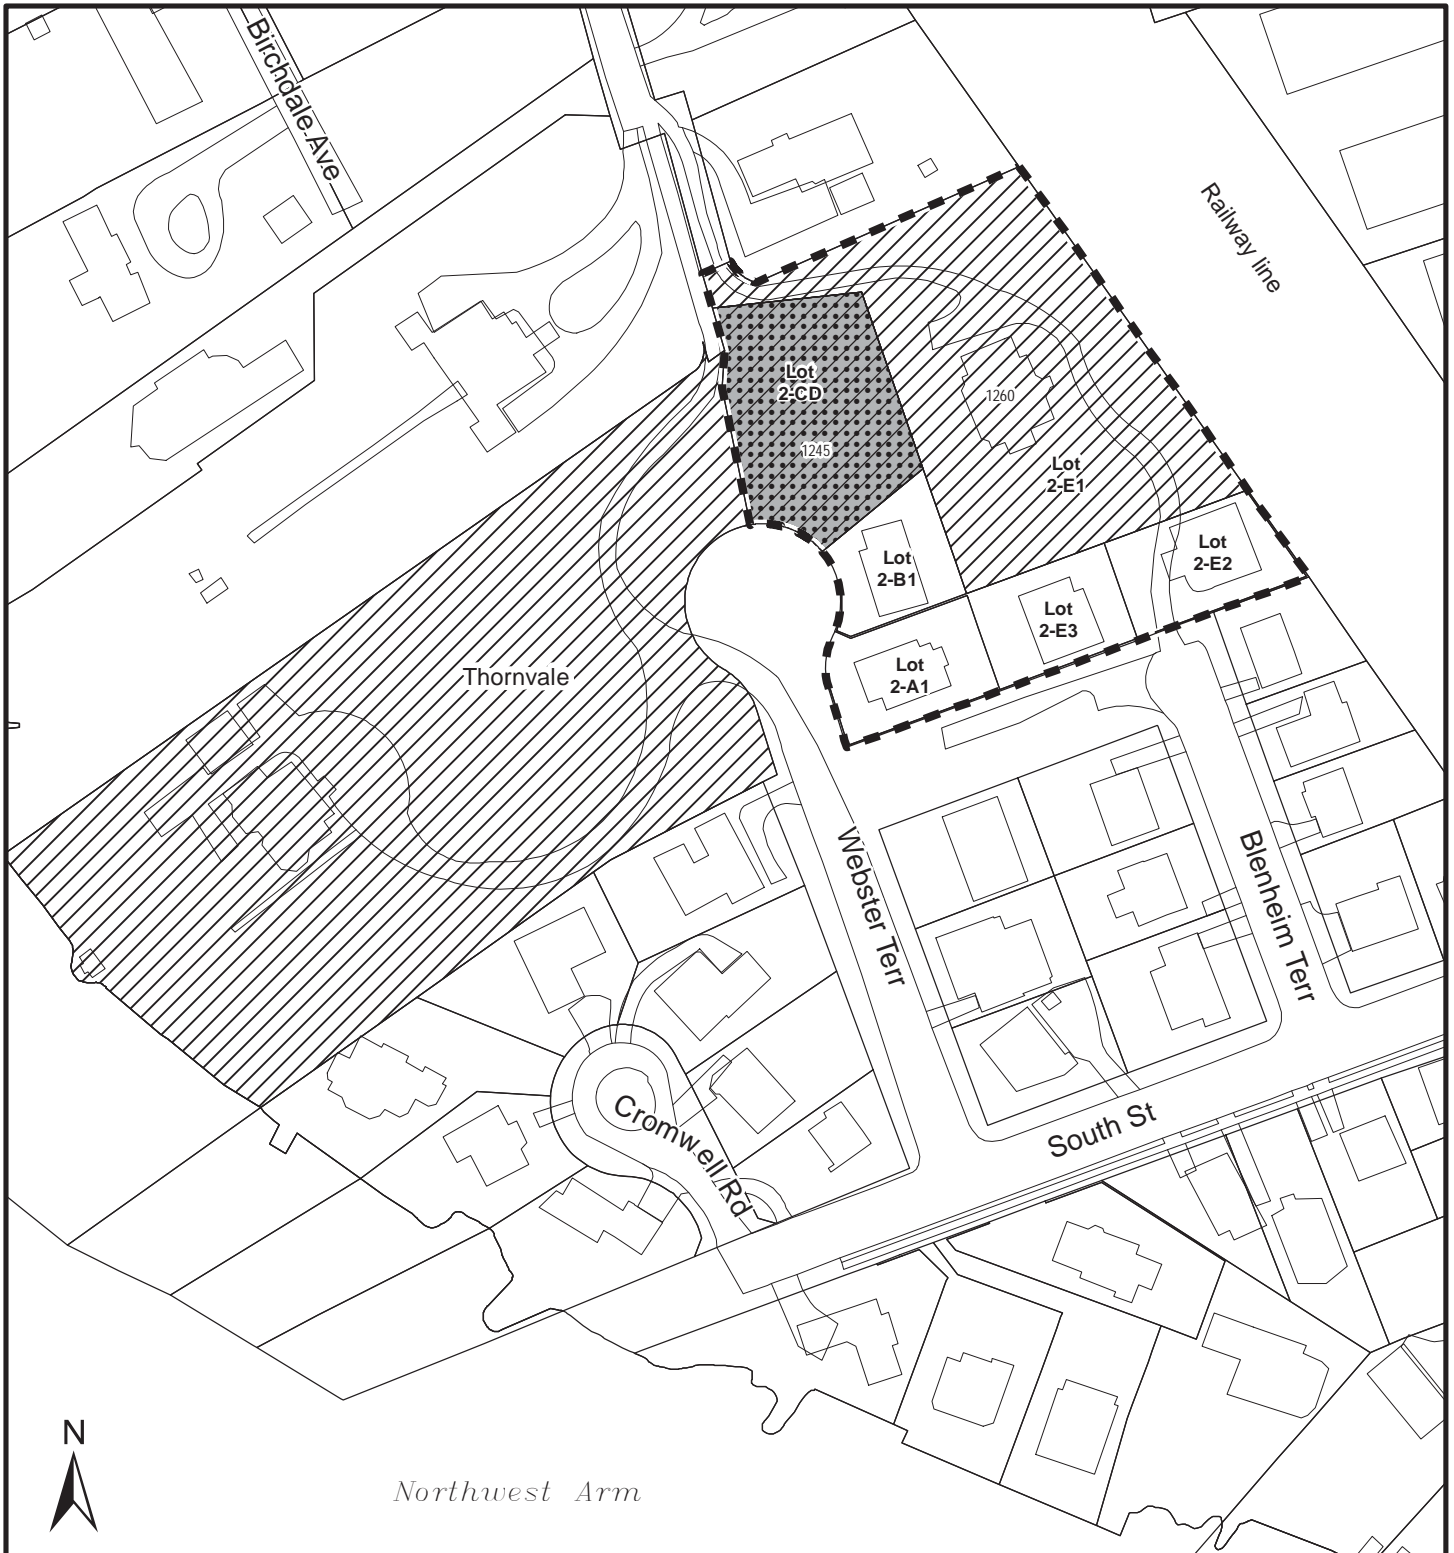 Birchdale Ave
Railway line
Lot
2-CD
1245
1260
Lot
2-E1
Lot
2-B1
Lot
2-E2
Lot
2-E3
Lot
2-A1
Thornvale
Webster Terr
Blenheim Terr
Cromwell Rd
South St
N
Northwest Arm